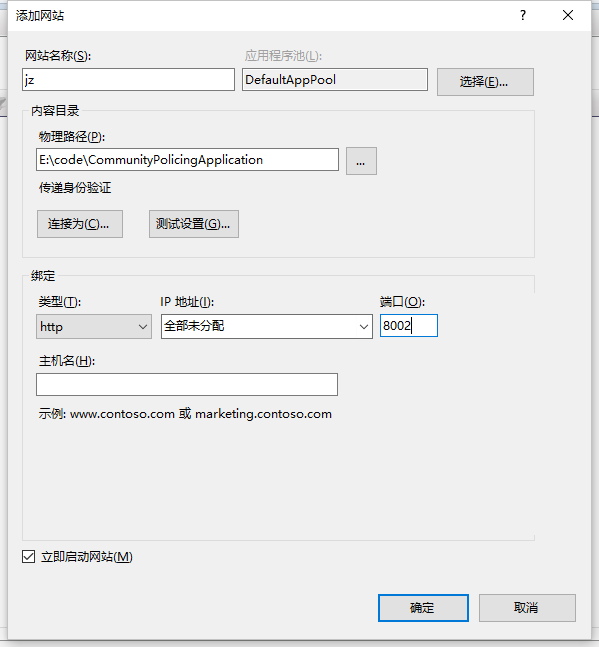 添加网站
?
网站名称(S):
应用程序池(L):
jz
DefaultAppPool
选择(E)...
内容目录
物理路径(P):
E:\code\CommunityPolicingApplication
...
传递身份验证
连接为(C)...
测试设置(G)...
绑定
类型(T):
IP 地址(I):
端口(O):
http
全部未分配
8002
主机名(H):
示例: www.contoso.com 或 marketing.contoso.com
立即启动网站(M)
确定
取消